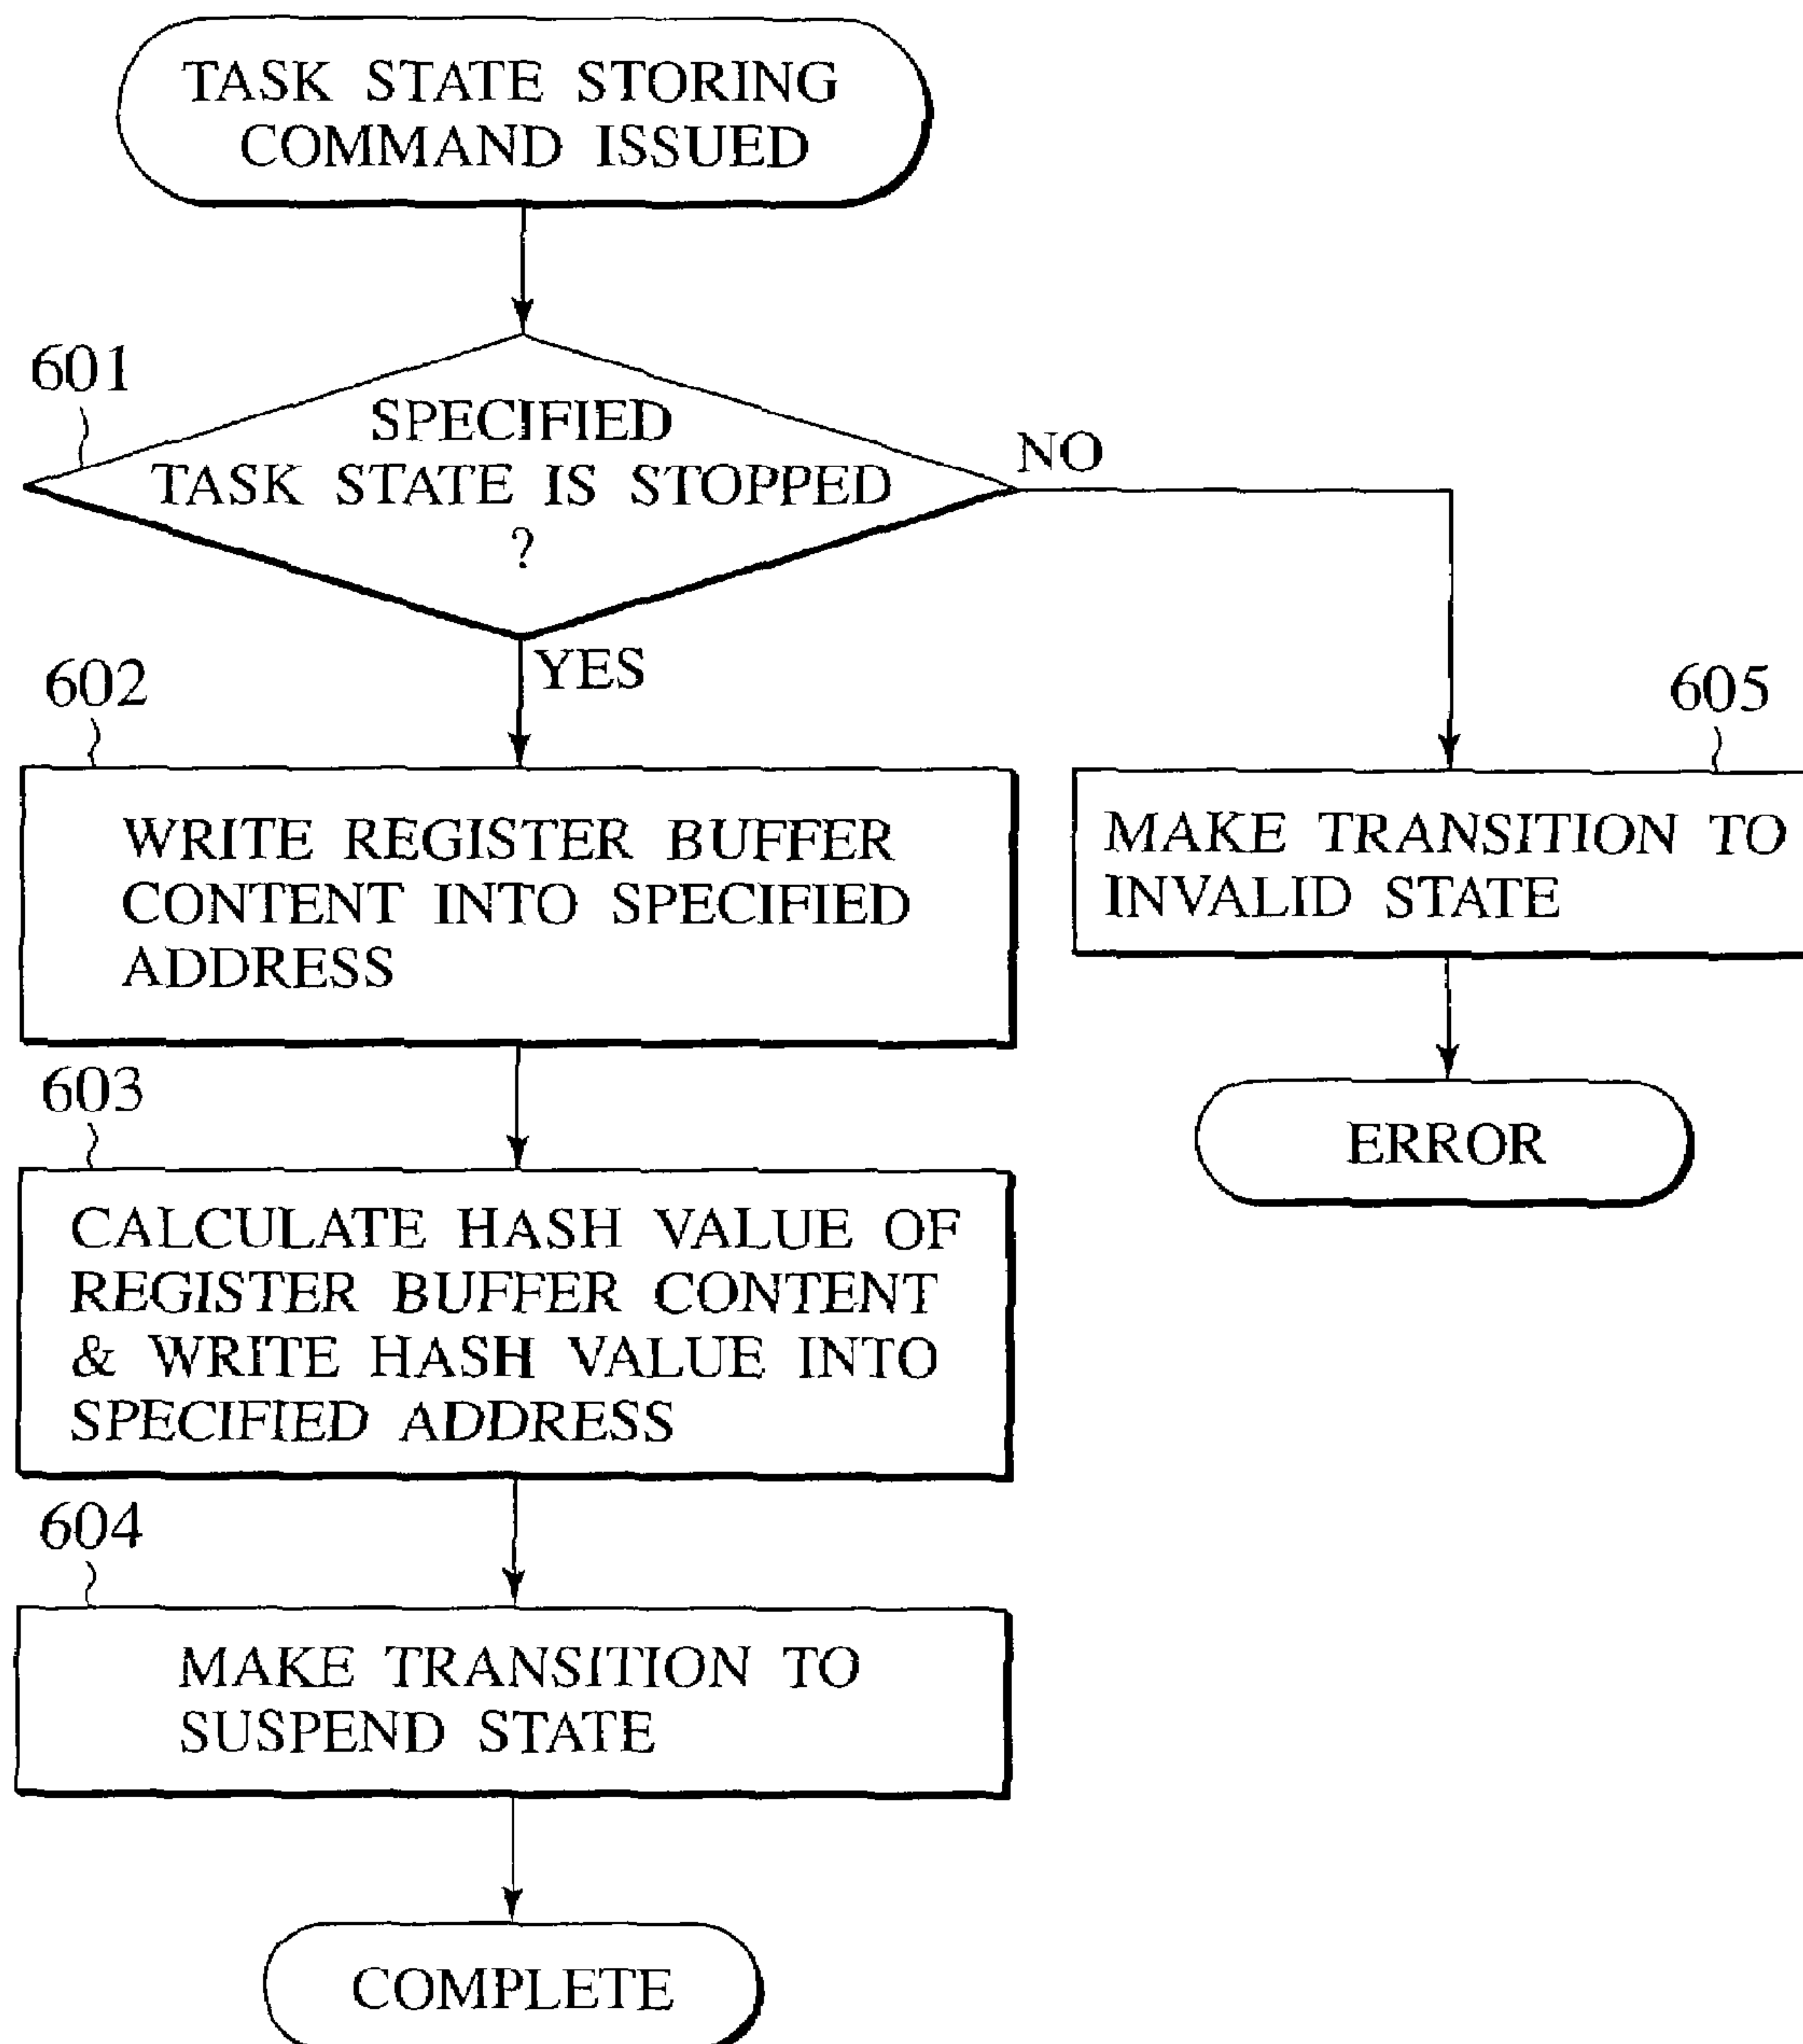 TASK STATE STORING
COMMAND ISSUED
601
SPECIFIED
TASK STATE IS STOPPED
?
NO
YES
602
WRITE REGISTER BUFFER
CONTENT INTO SPECIFIED
ADDRESS
605
MAKE TRANSITION TO
INVALID STATE
ERROR
603
CALCULATE HASH VALUE OF
REGISTER BUFFER CONTENT
& WRITE HASH VALUE INTO
SPECIFIED ADDRESS
604
MAKE TRANSITION TO
SUSPEND STATE
COMPLETE